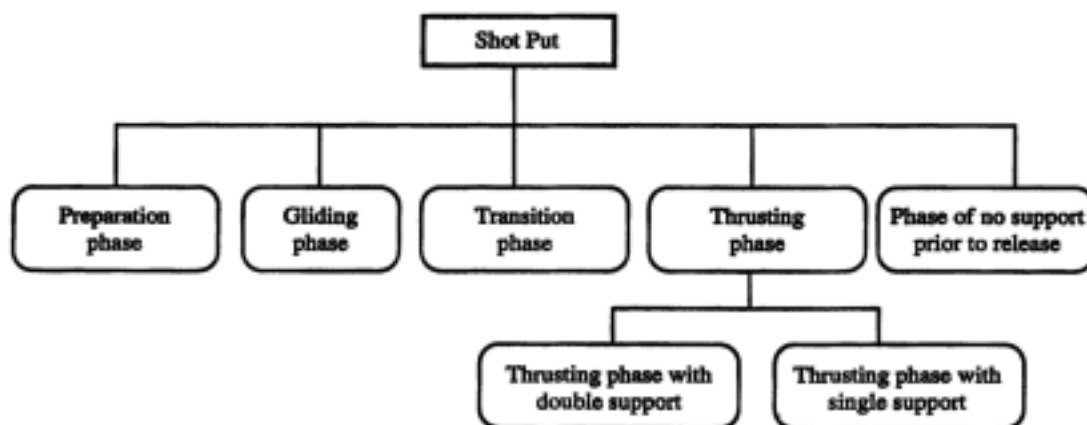 Shot Put
Preparation
phase
Gliding
phase
Transition
phase
Thrusting
phase
Phase of no support
prior to release
Thrusting phase with
double support
Thrusting phase with
single support